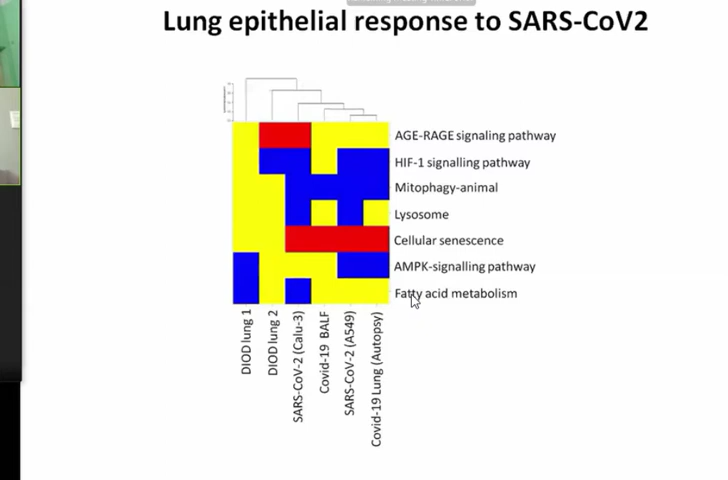 Lung epithelial response to SARS-CoV2
AGE-RAGE signaling pathway
HIF-1 signalling pathway
Mitophagy-animal
Lysosome
Cellular senescence
AMPK-signalling pathway
Fatty acid metabolism
DIOD lung 1
DIOD lung 2
SARS-CoV-2 (Calu-3)
Covid-19 BALF
SARS-CoV-2 (A549)
Covid-19 Lung (Autopsy)